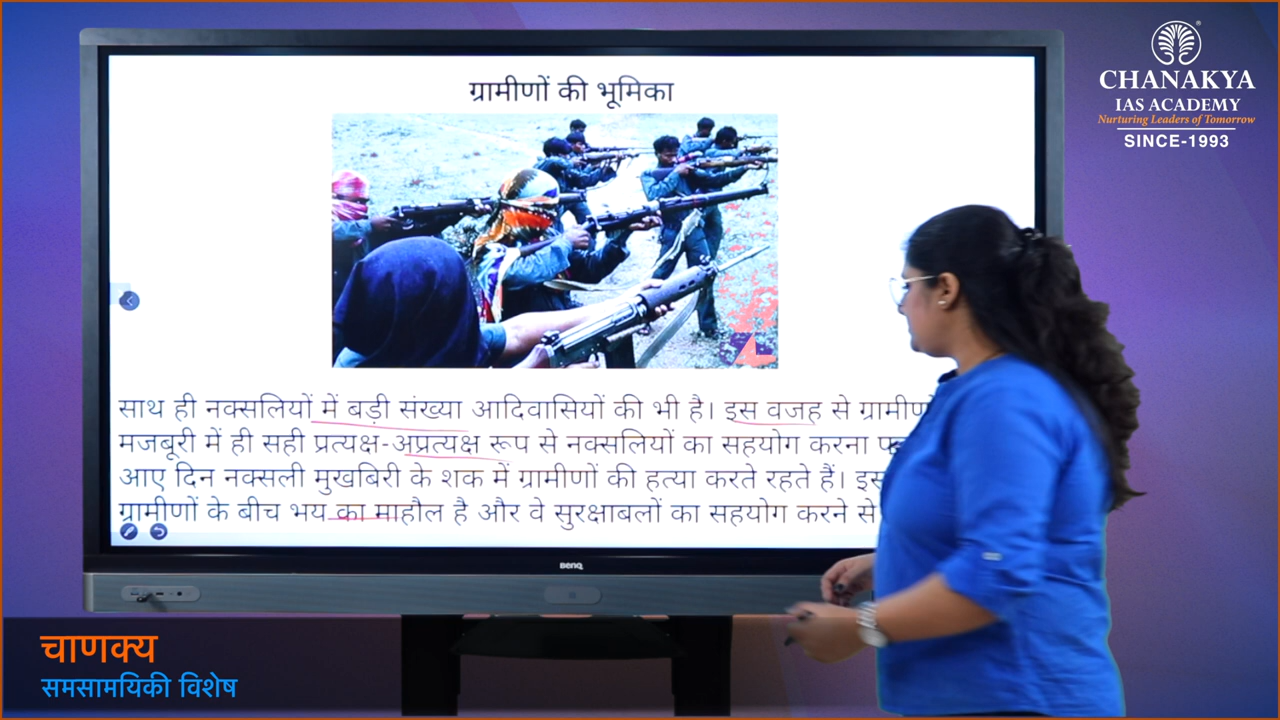 ग्रामीणों की भूमिका
साथ ही नक्सलियों में बड़ी संख्या आदिवासियों की भी है। इस वजह से
मजबूरी में ही सही प्रत्यक्ष-अप्रत्यक्ष रूप से नक्सलियों का सहयोग करना
आए दिन नक्सली मुखबिरी के शक में ग्रामीणों की हत्या करते रहते हैं।
ग्रामीणों के बीच भय का माहौल है और वे सुरक्षाबलों का सहयोग करने से
BenQ
CHANAKYA
IAS ACADEMY
Nurturing Leaders of Tomorrow
SINCE-1993
चाणक्य
समसामयिकी विशेष